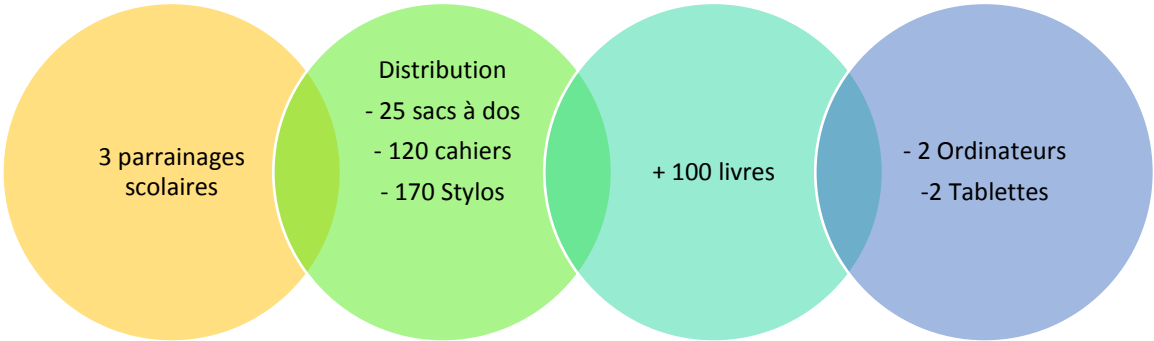 3 parrainages
scolaires
Distribution
- 25 sacs à dos
- 120 cahiers
- 170 Stylos
+ 100 livres
- 2 Ordinateurs
-2 Tablettes